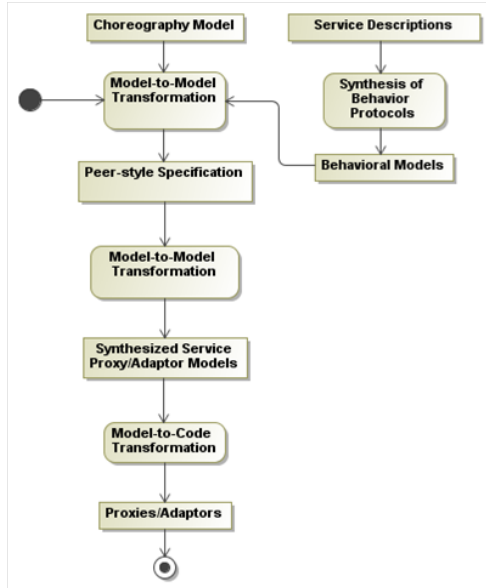 Choreography Model
Service Descriptions
Model-to-Model
Transformation
Synthesis of
Behavior
Protocols
Peer-style Specification
Behavioral Models
Model-to-Model
Transformation
Synthesized Service
Proxy/Adaptor Models
Model-to-Code
Transformation
Proxies/Adaptors